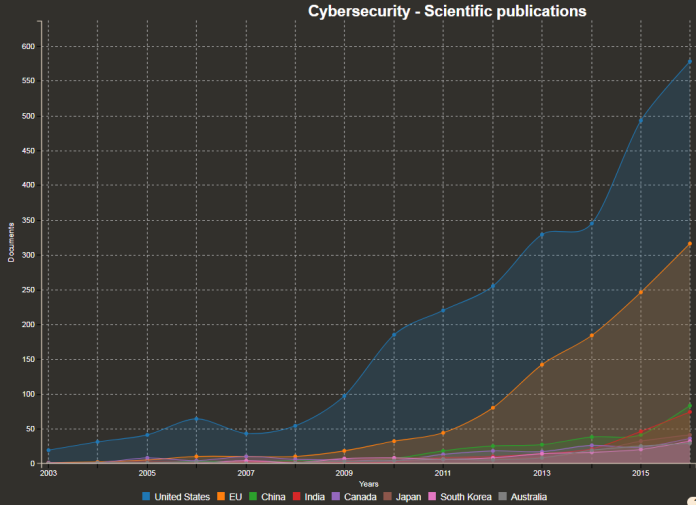 Cybersecurity - Scientific publications
600
550
500
450
400
350
300
250
200
150
100
50
0
Documents
2003 2005 2007 2009 2011 2013 2015
Years
United States EU China India Canada Japan South Korea Australia